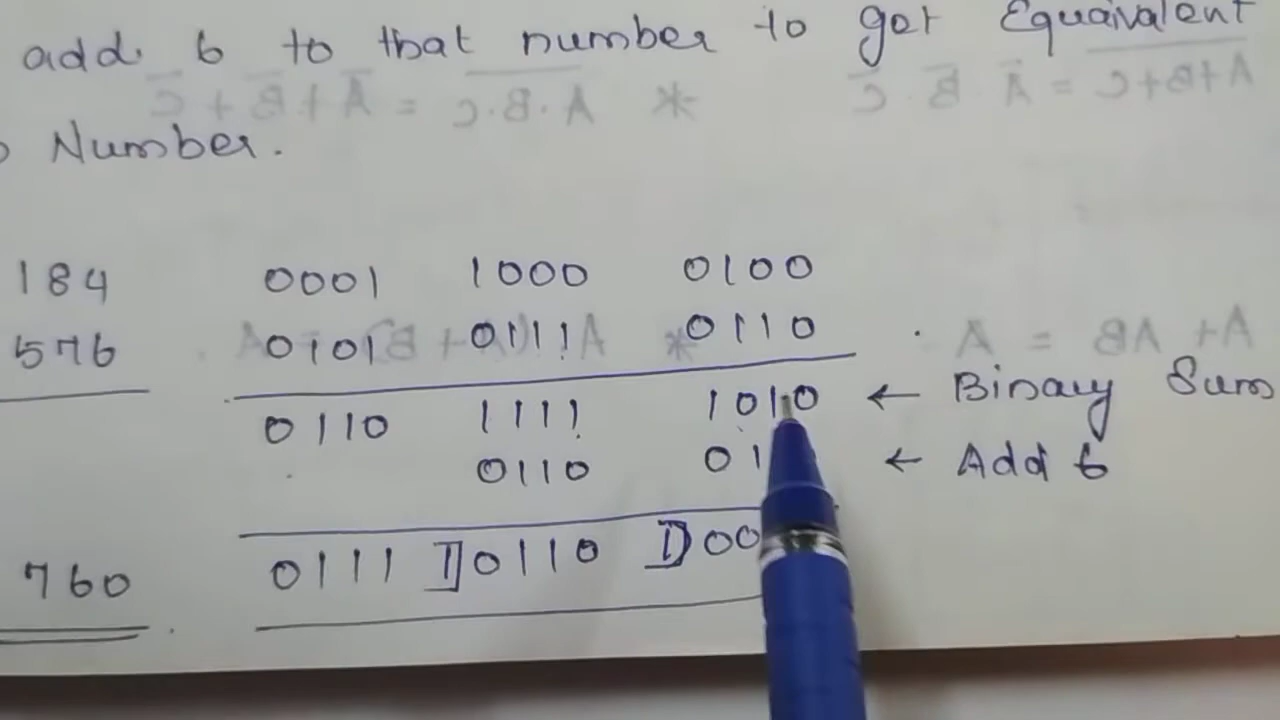 add 6 to that number to get Equaivalent
Number.
184 0001 1000 0100
576 0101 0111 0110
0110 1111 1010 ← Binary Sum
0110 01 ← Add 6
760 0111 1 0110 1 00